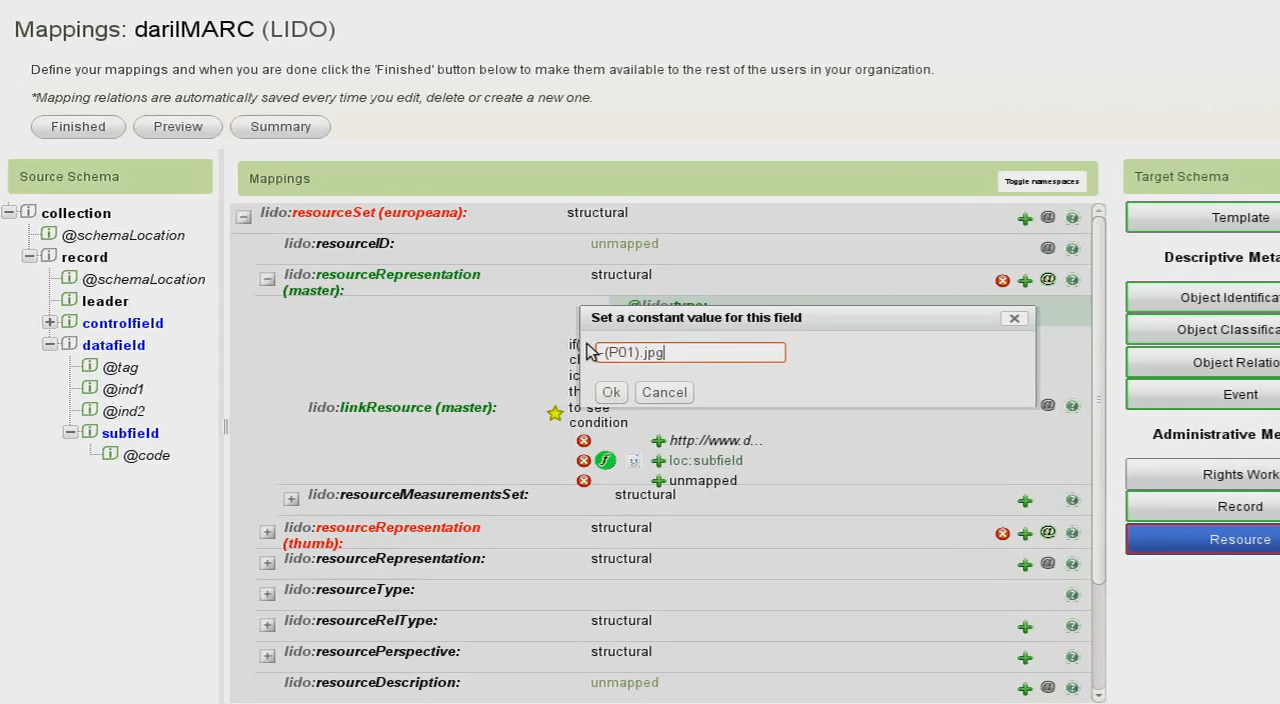 Mappings: darilMARC (LIDO)
Define your mappings and when you are done click the 'Finished' button below to make them available to the rest of the users in your organization.
*Mapping relations are automatically saved every time you edit, delete or create a new one.
Finished Preview Summary
Source Schema
collection
@schemaLocation
record
@schemaLocation
leader
controlfield
datafield
@tag
@ind1
@ind2
subfield
@code
Mappings Toggle namespaces
lido:resourceSet (europeana): structural
lido:resourceID: unmapped
lido:resourceRepresentation (master): structural
@lido:type:
Set a constant value for this field
-(P01).jpg
Ok Cancel
lido:linkResource (master):
to see
condition
http://www.d...
loc:subfield
unmapped
lido:resourceMeasurementsSet: structural
lido:resourceRepresentation (thumb): structural
lido:resourceRepresentation: structural
lido:resourceType:
lido:resourceRelType: structural
lido:resourcePerspective: structural
lido:resourceDescription: unmapped
Target Schema
Template
Descriptive Meta
Object Identifica
Object Classifica
Object Relatio
Event
Administrative Me
Rights Work
Record
Resource